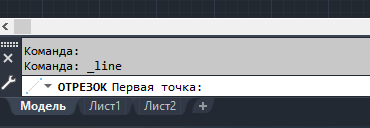 Команда:
Команда: _line
ОТРЕЗОК Первая точка:
Модель Лист1 Лист2 +